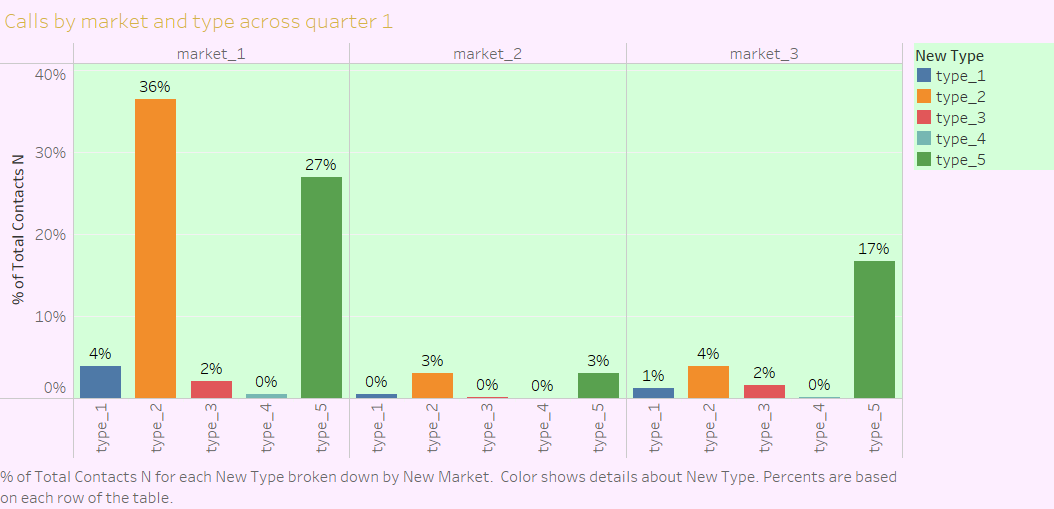 Calls by market and type across quarter 1
market_1 market_2 market_3
New Type
type_1
type_2
type_3
type_4
type_5
% of Total Contacts N
40%
30%
20%
10%
0%
4% 36% 2% 0% 27% 0% 3% 0% 0% 3% 1% 4% 2% 0% 17%
type_1 type_2 type_3 type_4 type_5 type_1 type_2 type_3 type_4 type_5 type_1 type_2 type_3 type_4 type_5
% of Total Contacts N for each New Type broken down by New Market.  Color shows details about New Type. Percents are based
on each row of the table.